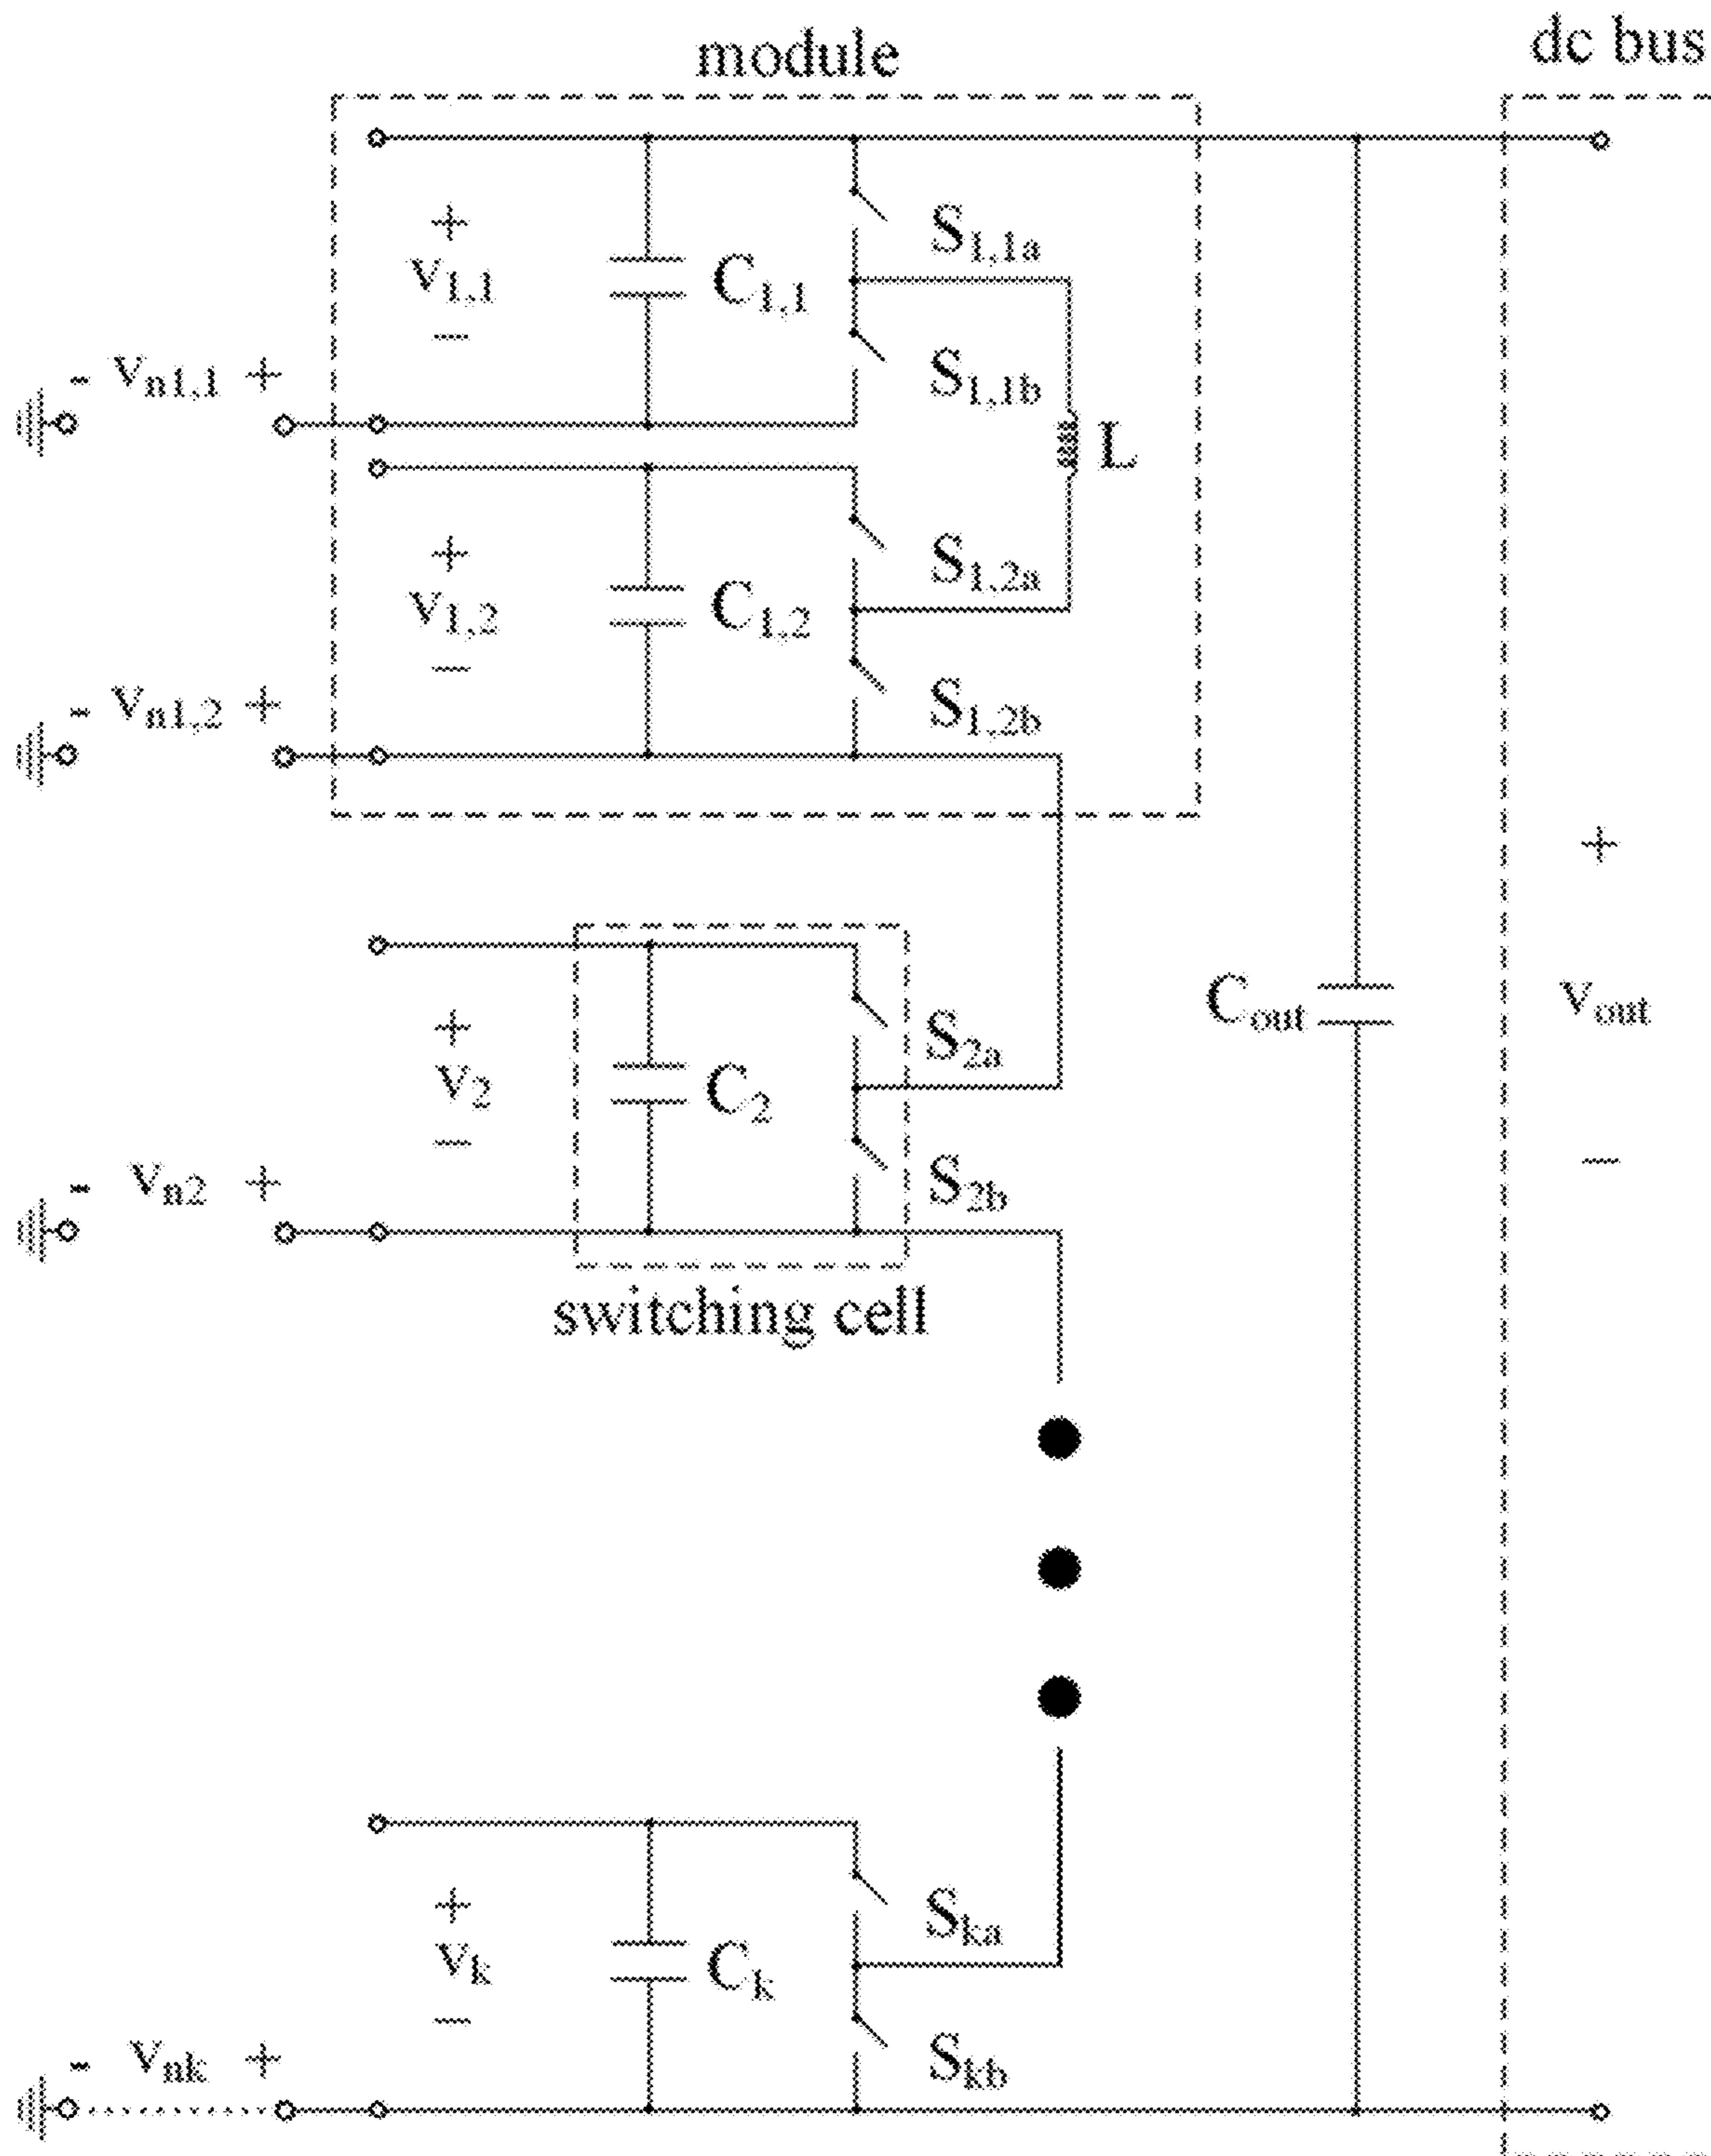 module
dc bus
+
v1,1
−
C1,1
S1,1a
S1,1b
- vn1,1 +
L
+
v1,2
−
C1,2
S1,2a
S1,2b
- vn1,2 +
+
v2
−
C2
S2a
S2b
- vn2 +
switching cell
Cout
+
vout
−
+
vk
−
Ck
Ska
Skb
- vnk +